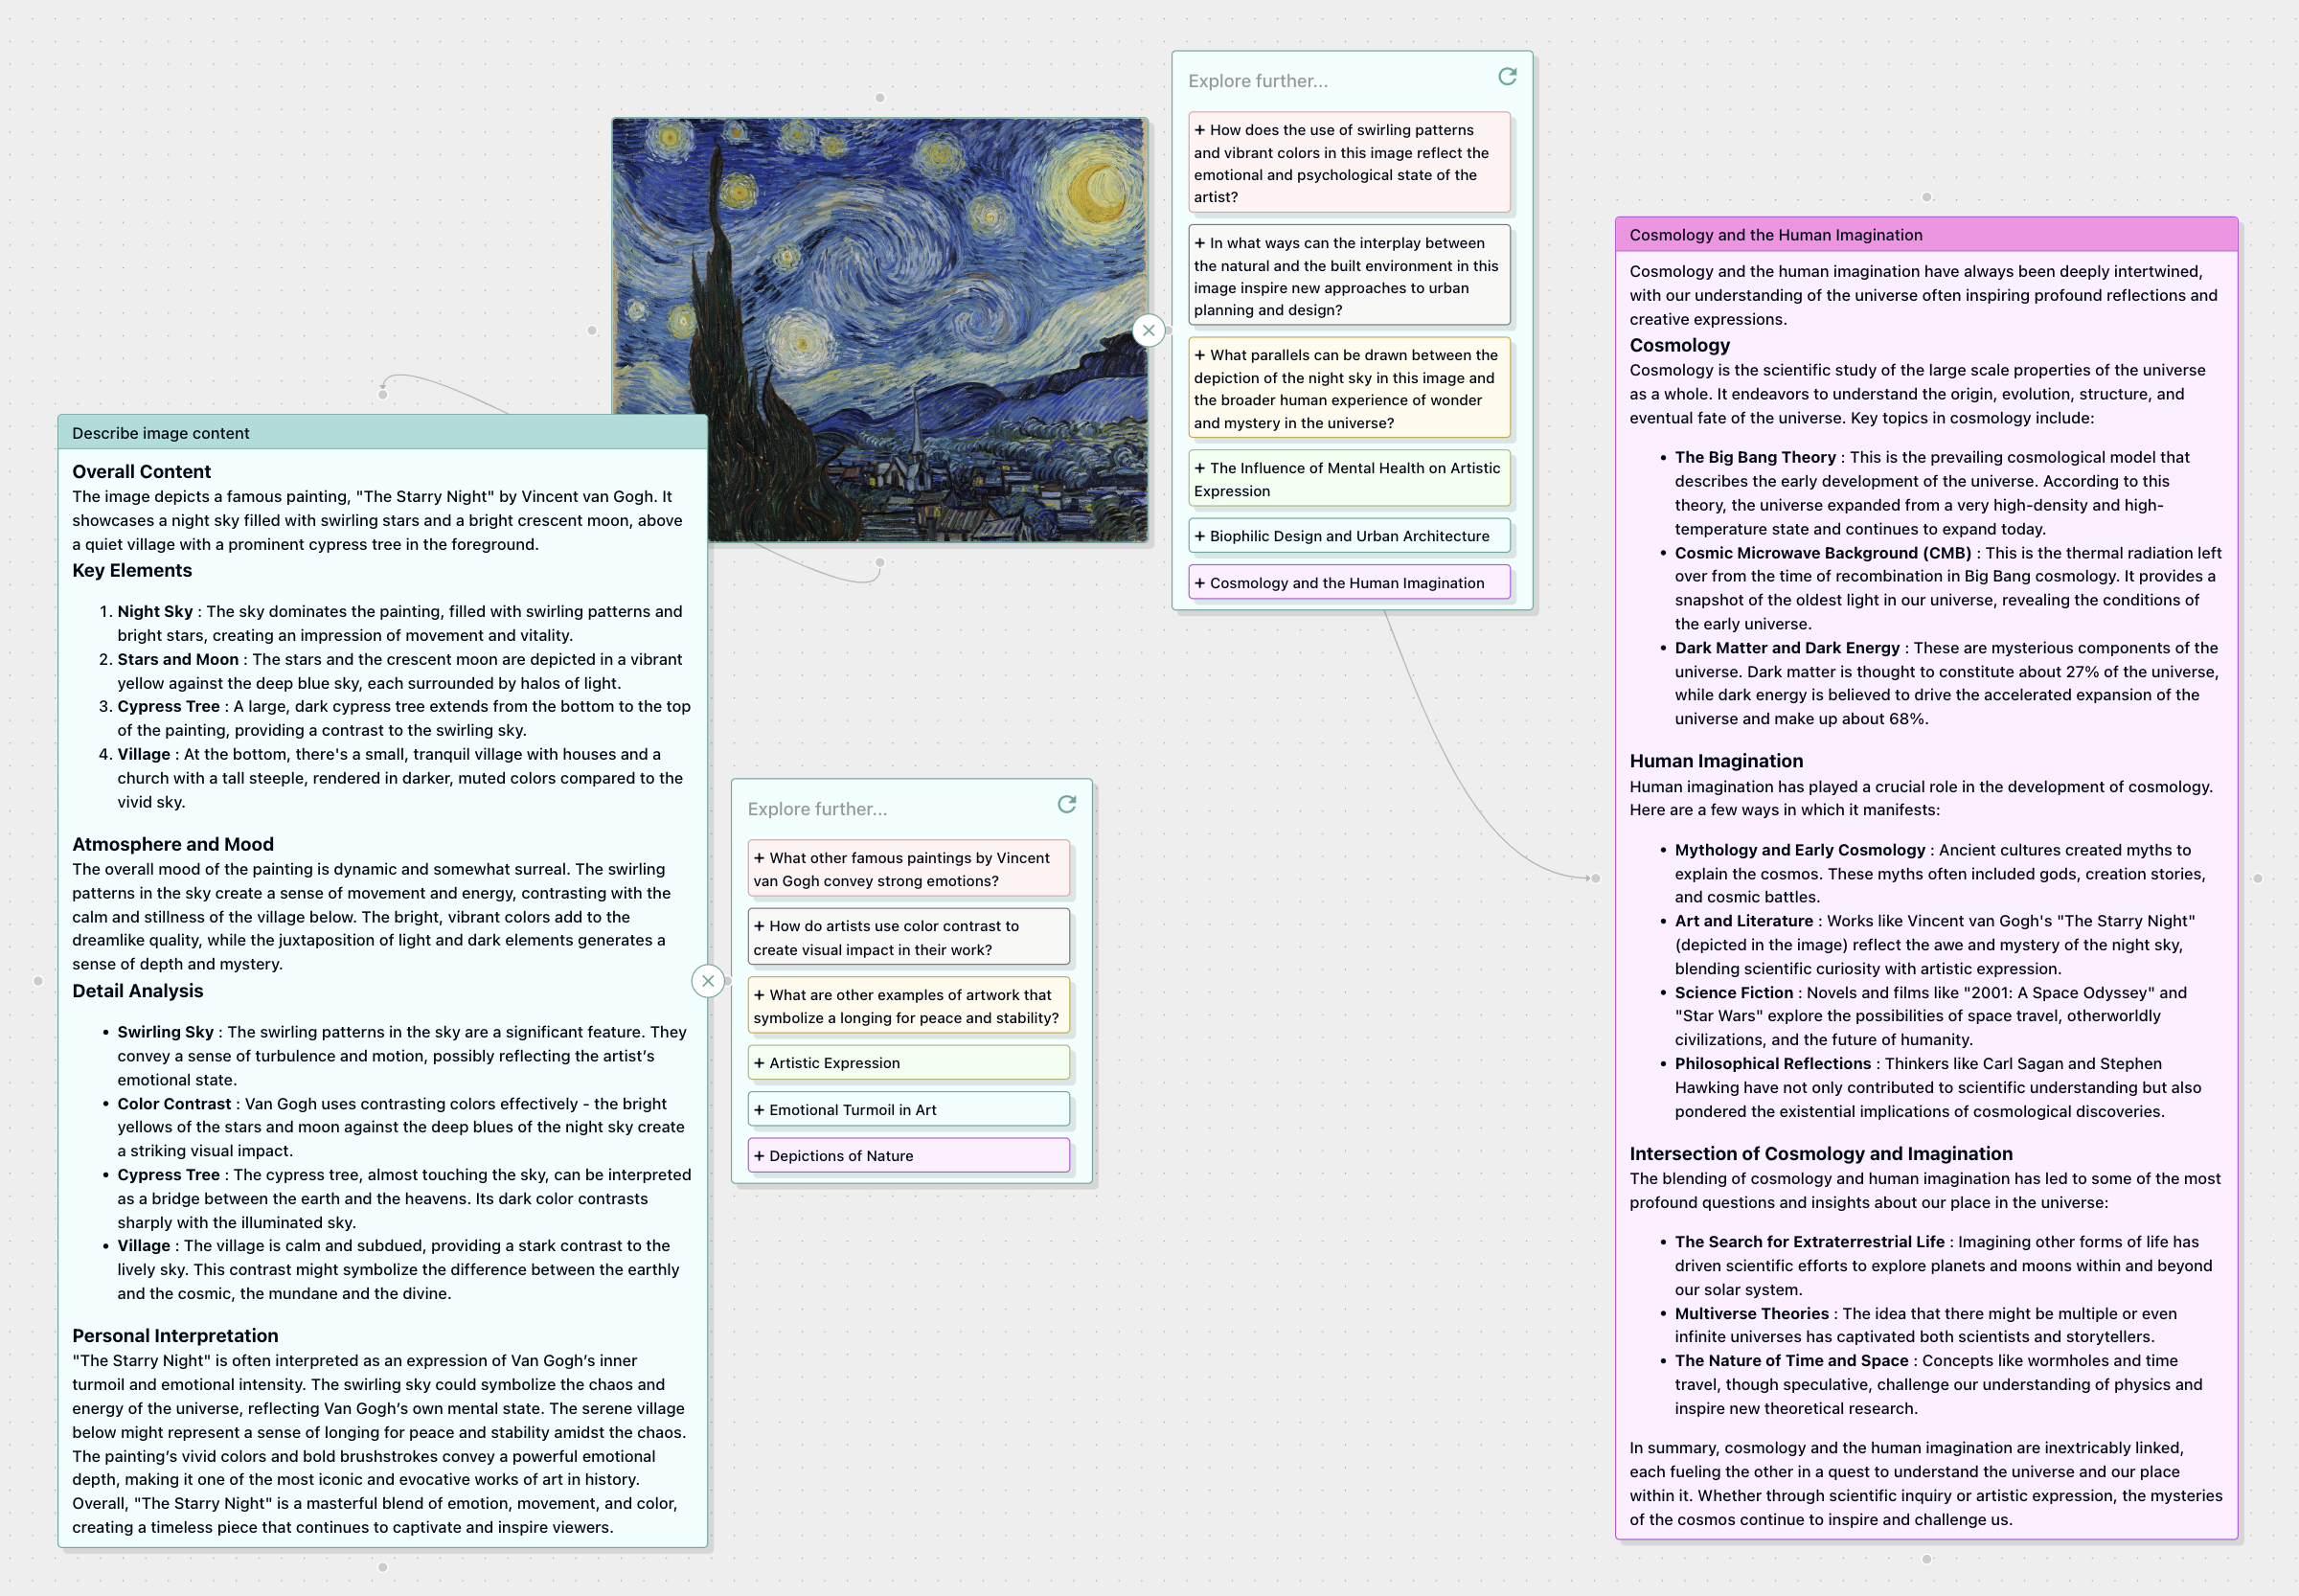 Explore further...
+ How does the use of swirling patterns
and vibrant colors in this image reflect the
emotional and psychological state of the
artist?
+ In what ways can the interplay between
the natural and the built environment in this
image inspire new approaches to urban
planning and design?
+ What parallels can be drawn between the
depiction of the night sky in this image and
the broader human experience of wonder
and mystery in the universe?
+ The Influence of Mental Health on Artistic
Expression
+ Biophilic Design and Urban Architecture
+ Cosmology and the Human Imagination
Describe image content
Overall Content
The image depicts a famous painting, "The Starry Night" by Vincent van Gogh. It
showcases a night sky filled with swirling stars and a bright crescent moon, above
a quiet village with a prominent cypress tree in the foreground.
Key Elements
1. Night Sky : The sky dominates the painting, filled with swirling patterns and
bright stars, creating an impression of movement and vitality.
2. Stars and Moon : The stars and the crescent moon are depicted in a vibrant
yellow against the deep blue sky, each surrounded by halos of light.
3. Cypress Tree : A large, dark cypress tree extends from the bottom to the top
of the painting, providing a contrast to the swirling sky.
4. Village : At the bottom, there's a small, tranquil village with houses and a
church with a tall steeple, rendered in darker, muted colors compared to the
vivid sky.
Atmosphere and Mood
The overall mood of the painting is dynamic and somewhat surreal. The swirling
patterns in the sky create a sense of movement and energy, contrasting with the
calm and stillness of the village below. The bright, vibrant colors add to the
dreamlike quality, while the juxtaposition of light and dark elements generates a
sense of depth and mystery.
Detail Analysis
• Swirling Sky : The swirling patterns in the sky are a significant feature. They
convey a sense of turbulence and motion, possibly reflecting the artist's
emotional state.
• Color Contrast : Van Gogh uses contrasting colors effectively - the bright
yellows of the stars and moon against the deep blues of the night sky create
a striking visual impact.
• Cypress Tree : The cypress tree, almost touching the sky, can be interpreted
as a bridge between the earth and the heavens. Its dark color contrasts
sharply with the illuminated sky.
• Village : The village is calm and subdued, providing a stark contrast to the
lively sky. This contrast might symbolize the difference between the earthly
and the cosmic, the mundane and the divine.
Personal Interpretation
"The Starry Night" is often interpreted as an expression of Van Gogh's inner
turmoil and emotional intensity. The swirling sky could symbolize the chaos and
energy of the universe, reflecting Van Gogh's own mental state. The serene village
below might represent a sense of longing for peace and stability amidst the chaos.
The painting's vivid colors and bold brushstrokes convey a powerful emotional
depth, making it one of the most iconic and evocative works of art in history.
Overall, "The Starry Night" is a masterful blend of emotion, movement, and color,
creating a timeless piece that continues to captivate and inspire viewers.
Explore further...
+ What other famous paintings by Vincent
van Gogh convey strong emotions?
+ How do artists use color contrast to
create visual impact in their work?
+ What are other examples of artwork that
symbolize a longing for peace and stability?
+ Artistic Expression
+ Emotional Turmoil in Art
+ Depictions of Nature
Cosmology and the Human Imagination
Cosmology and the human imagination have always been deeply intertwined,
with our understanding of the universe often inspiring profound reflections and
creative expressions.
Cosmology
Cosmology is the scientific study of the large scale properties of the universe
as a whole. It endeavors to understand the origin, evolution, structure, and
eventual fate of the universe. Key topics in cosmology include:
• The Big Bang Theory : This is the prevailing cosmological model that
describes the early development of the universe. According to this
theory, the universe expanded from a very high-density and high-
temperature state and continues to expand today.
• Cosmic Microwave Background (CMB) : This is the thermal radiation left
over from the time of recombination in Big Bang cosmology. It provides a
snapshot of the oldest light in our universe, revealing the conditions of
the early universe.
• Dark Matter and Dark Energy : These are mysterious components of the
universe. Dark matter is thought to constitute about 27% of the universe,
while dark energy is believed to drive the accelerated expansion of the
universe and make up about 68%.
Human Imagination
Human imagination has played a crucial role in the development of cosmology.
Here are a few ways in which it manifests:
• Mythology and Early Cosmology : Ancient cultures created myths to
explain the cosmos. These myths often included gods, creation stories,
and cosmic battles.
• Art and Literature : Works like Vincent van Gogh's "The Starry Night"
(depicted in the image) reflect the awe and mystery of the night sky,
blending scientific curiosity with artistic expression.
• Science Fiction : Novels and films like "2001: A Space Odyssey" and
"Star Wars" explore the possibilities of space travel, otherworldly
civilizations, and the future of humanity.
• Philosophical Reflections : Thinkers like Carl Sagan and Stephen
Hawking have not only contributed to scientific understanding but also
pondered the existential implications of cosmological discoveries.
Intersection of Cosmology and Imagination
The blending of cosmology and human imagination has led to some of the most
profound questions and insights about our place in the universe:
• The Search for Extraterrestrial Life : Imagining other forms of life has
driven scientific efforts to explore planets and moons within and beyond
our solar system.
• Multiverse Theories : The idea that there might be multiple or even
infinite universes has captivated both scientists and storytellers.
• The Nature of Time and Space : Concepts like wormholes and time
travel, though speculative, challenge our understanding of physics and
inspire new theoretical research.
In summary, cosmology and the human imagination are inextricably linked,
each fueling the other in a quest to understand the universe and our place
within it. Whether through scientific inquiry or artistic expression, the mysteries
of the cosmos continue to inspire and challenge us.